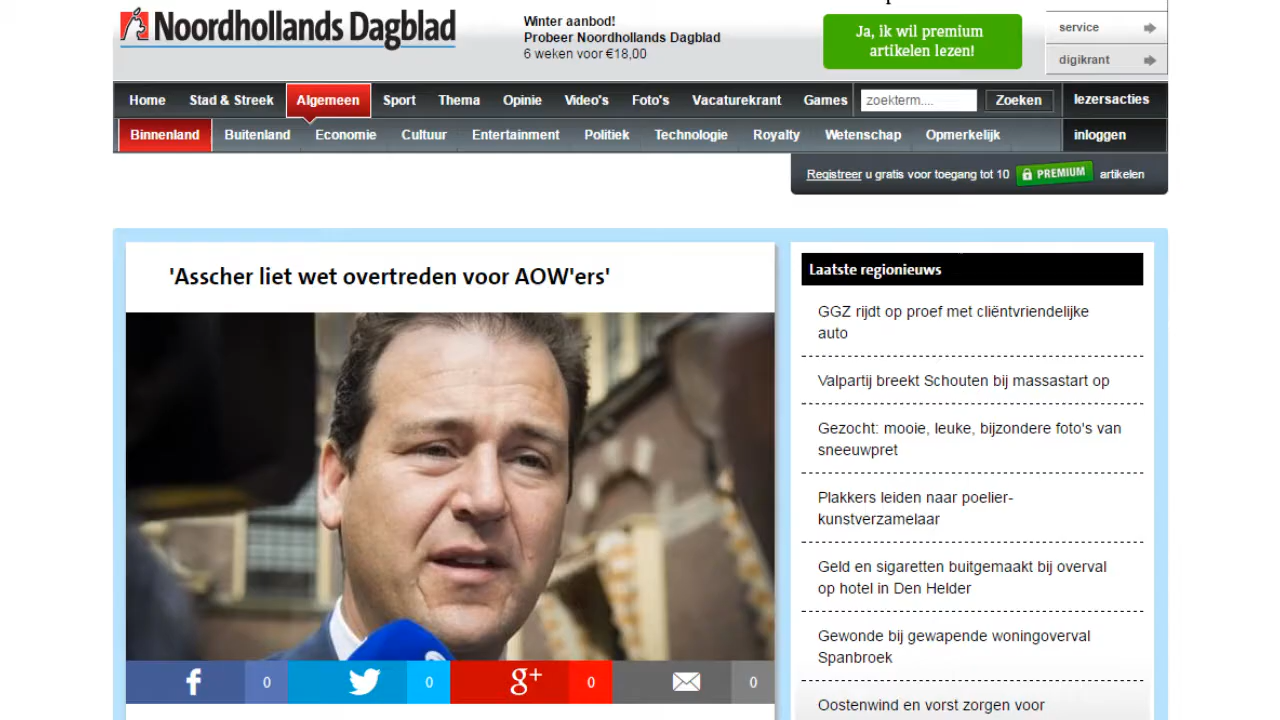 Noordhollands Dagblad
Winter aanbod!
Probeer Noordhollands Dagblad
6 weken voor €18,00
Ja, ik wil premium
artikelen lezen!
service
digikrant
Home Stad & Streek Algemeen Sport Thema Opinie Video's Foto's Vacaturekrant Games zoekterm.... Zoeken lezersacties
Binnenland Buitenland Economie Cultuur Entertainment Politiek Technologie Royalty Wetenschap Opmerkelijk inloggen
Registreer u gratis voor toegang tot 10 PREMIUM artikelen
'Asscher liet wet overtreden voor AOW'ers'
0 0 g+ 0 0
Laatste regionieuws
GGZ rijdt op proef met cliëntvriendelijke
auto
Valpartij breekt Schouten bij massastart op
Gezocht: mooie, leuke, bijzondere foto's van
sneeuwpret
Plakkers leiden naar poelier-
kunstverzamelaar
Geld en sigaretten buitgemaakt bij overval
op hotel in Den Helder
Gewonde bij gewapende woningoverval
Spanbroek
Oostenwind en vorst zorgen voor